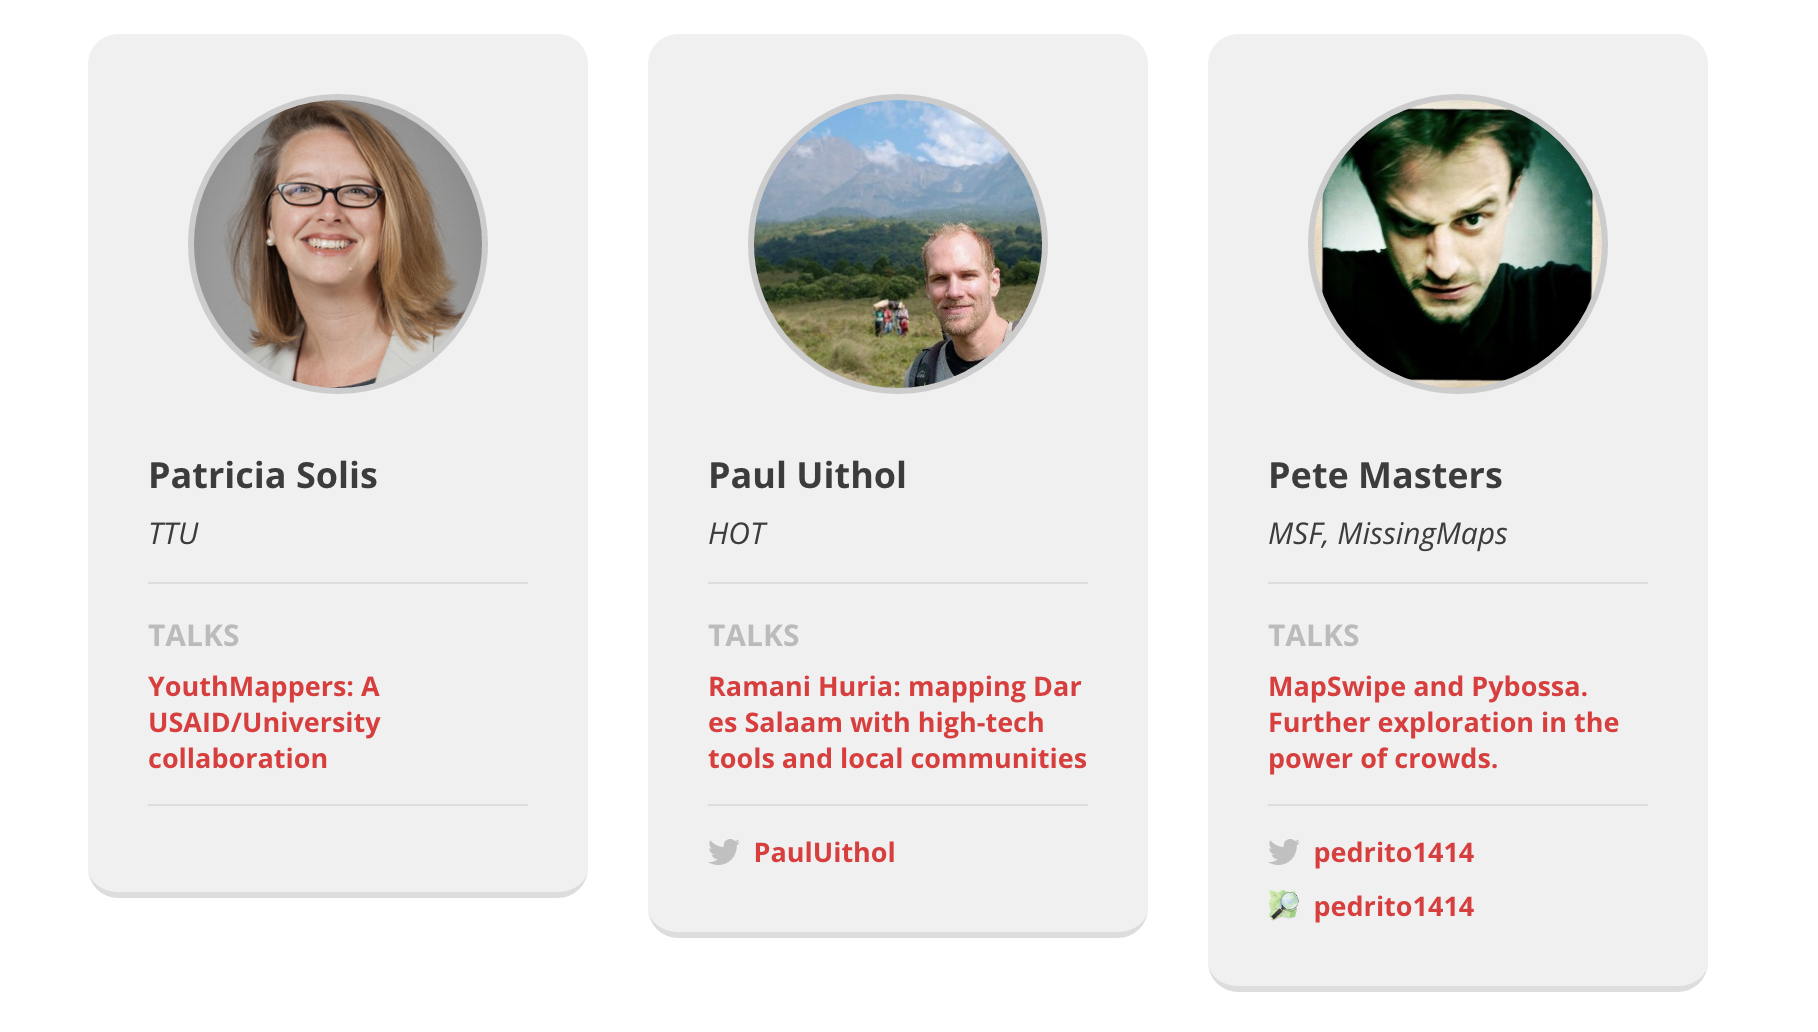 Patricia Solis
TTU
TALKS
YouthMappers: A
USAID/University
collaboration
Paul Uithol
HOT
TALKS
Ramani Huria: mapping Dar
es Salaam with high-tech
tools and local communities
PaulUithol
Pete Masters
MSF, MissingMaps
TALKS
MapSwipe and Pybossa.
Further exploration in the
power of crowds.
pedrito1414
pedrito1414